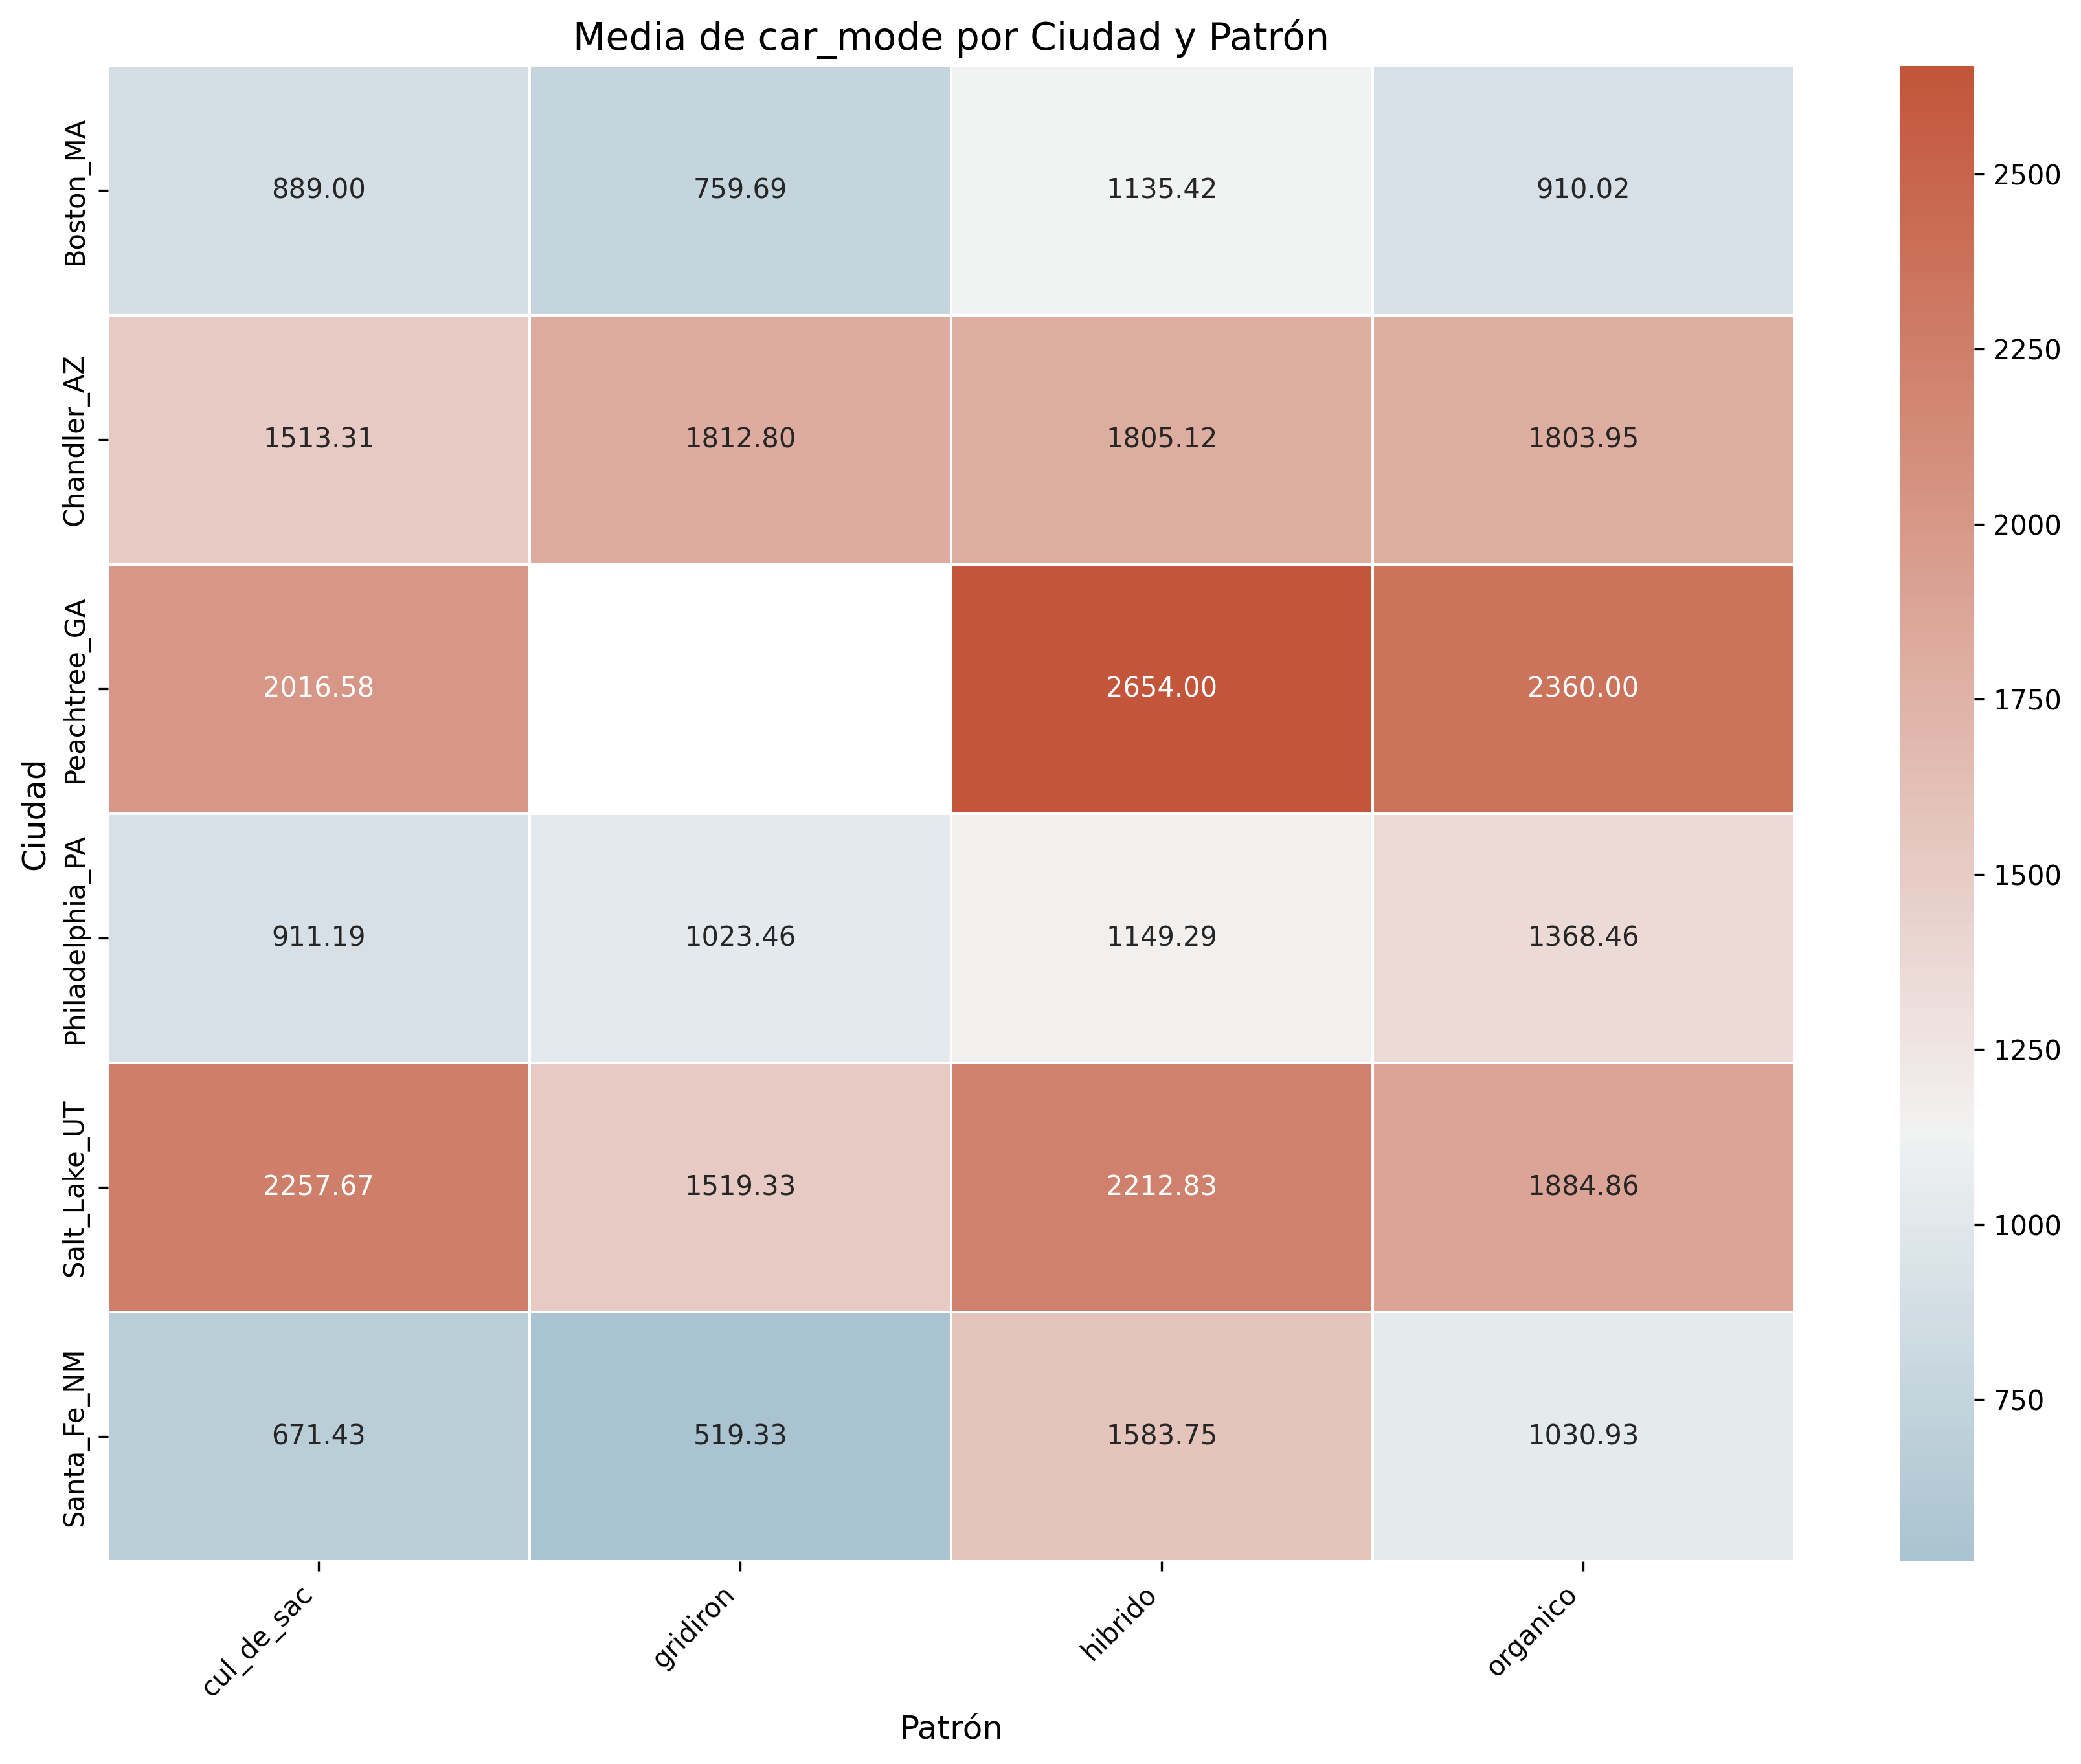 Media de car_mode por Ciudad y Patrón
Ciudad
Boston_MA
889.00 759.69 1135.42 910.02
Chandler_AZ
1513.31 1812.80 1805.12 1803.95
Peachtree_GA
2016.58 2654.00 2360.00
Philadelphia_PA
911.19 1023.46 1149.29 1368.46
Salt_Lake_UT
2257.67 1519.33 2212.83 1884.86
Santa_Fe_NM
671.43 519.33 1583.75 1030.93
cul_de_sac gridiron hibrido organico
Patrón
2500
2250
2000
1750
1500
1250
1000
750